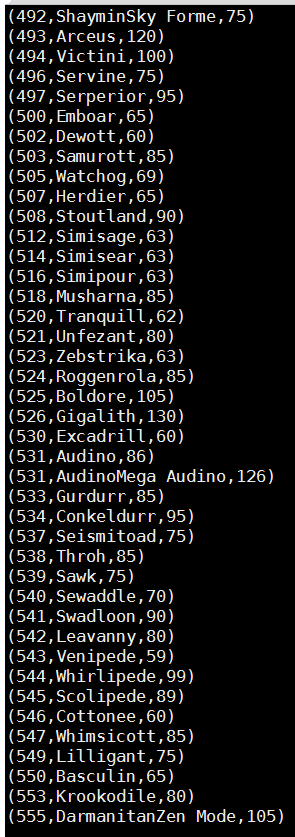 (492,ShayminSky Forme,75)
(493,Arceus,120)
(494,Victini,100)
(496,Servine,75)
(497,Serperior,95)
(500,Emboar,65)
(502,Dewott,60)
(503,Samurott,85)
(505,Watchog,69)
(507,Herdier,65)
(508,Stoutland,90)
(512,Simisage,63)
(514,Simisear,63)
(516,Simipour,63)
(518,Musharna,85)
(520,Tranquill,62)
(521,Unfezant,80)
(523,Zebstrika,63)
(524,Roggenrola,85)
(525,Boldore,105)
(526,Gigalith,130)
(530,Excadrill,60)
(531,Audino,86)
(531,AudinoMega Audino,126)
(533,Gurdurr,85)
(534,Conkeldurr,95)
(537,Seismitoad,75)
(538,Throh,85)
(539,Sawk,75)
(540,Sewaddle,70)
(541,Swadloon,90)
(542,Leavanny,80)
(543,Venipede,59)
(544,Whirlipede,99)
(545,Scolipede,89)
(546,Cottonee,60)
(547,Whimsicott,85)
(549,Lilligant,75)
(550,Basculin,65)
(553,Krookodile,80)
(555,DarmanitanZen Mode,105)